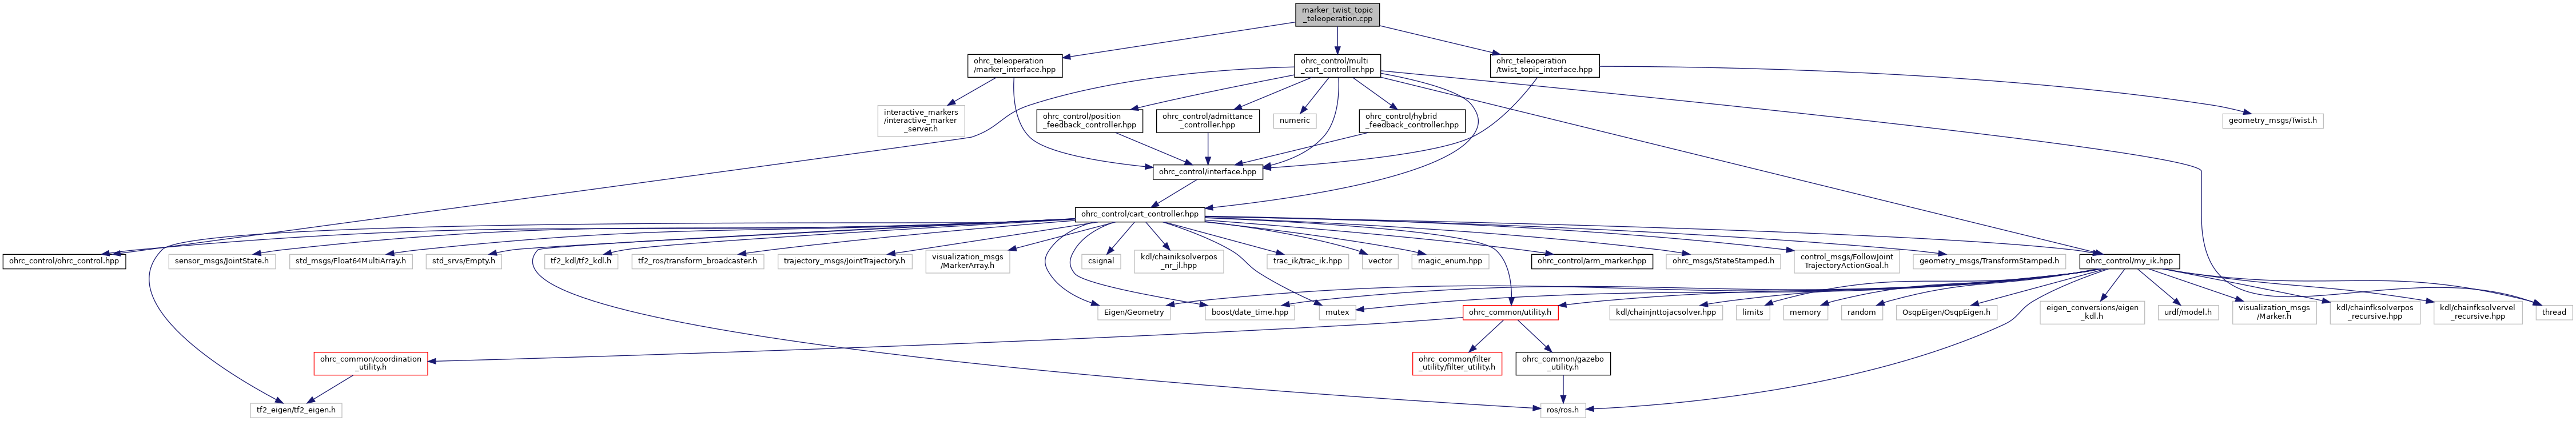 marker_twist_topic
_teleoperation.cpp
ohrc_teleoperation
/marker_interface.hpp
ohrc_control/multi
_cart_controller.hpp
ohrc_teleoperation
/twist_topic_interface.hpp
interactive_markers
/interactive_marker
_server.h
ohrc_control/position
_feedback_controller.hpp
ohrc_control/admittance
_controller.hpp
numeric
ohrc_control/hybrid
_feedback_controller.hpp
geometry_msgs/Twist.h
ohrc_control/interface.hpp
ohrc_control/cart_controller.hpp
ohrc_control/ohrc_control.hpp
sensor_msgs/JointState.h
std_msgs/Float64MultiArray.h
std_srvs/Empty.h
tf2_kdl/tf2_kdl.h
tf2_ros/transform_broadcaster.h
trajectory_msgs/JointTrajectory.h
visualization_msgs
/MarkerArray.h
csignal
kdl/chainiksolverpos
_nr_jl.hpp
trac_ik/trac_ik.hpp
vector
magic_enum.hpp
ohrc_control/arm_marker.hpp
ohrc_msgs/StateStamped.h
control_msgs/FollowJoint
TrajectoryActionGoal.h
geometry_msgs/TransformStamped.h
ohrc_control/my_ik.hpp
Eigen/Geometry
boost/date_time.hpp
mutex
ohrc_common/utility.h
kdl/chainjnttojacsolver.hpp
limits
memory
random
OsqpEigen/OsqpEigen.h
eigen_conversions/eigen
_kdl.h
urdf/model.h
visualization_msgs
/Marker.h
kdl/chainfksolverpos
_recursive.hpp
kdl/chainfksolvervel
_recursive.hpp
thread
ohrc_common/coordination
_utility.h
ohrc_common/filter
_utility/filter_utility.h
ohrc_common/gazebo
_utility.h
tf2_eigen/tf2_eigen.h
ros/ros.h